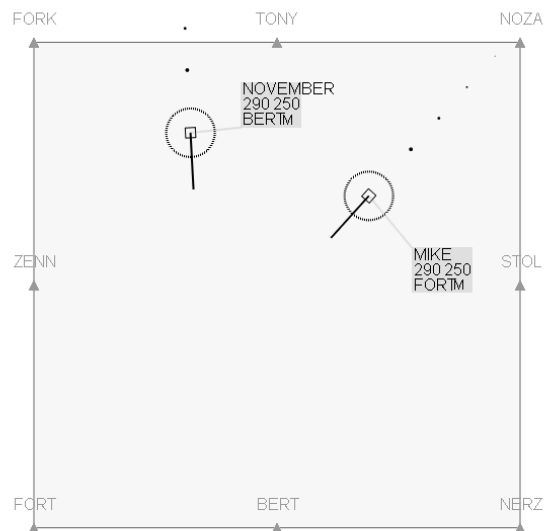 FORK TONY NOZA
NOVEMBER
290 250
BERTM
ZENN STOL
MIKE
290 250
FORTM
FORT BERT NERZ